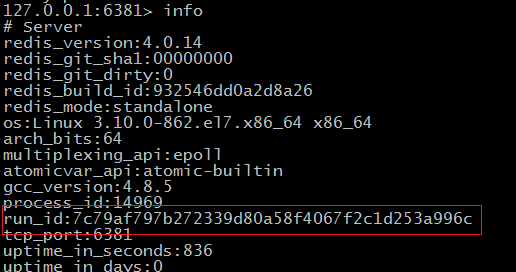 127.0.0.1:6381> info
# Server
redis_version:4.0.14
redis_git_sha1:00000000
redis_git_dirty:0
redis_build_id:932546dd0a2d8a26
redis_mode:standalone
os:Linux 3.10.0-862.el7.x86_64 x86_64
arch_bits:64
multiplexing_api:epoll
atomicvar_api:atomic-builtin
gcc_version:4.8.5
process_id:14969
run_id:7c79af797b272339d80a58f4067f2c1d253a996c
tcp_port:6381
uptime_in_seconds:836
uptime_in_days:0